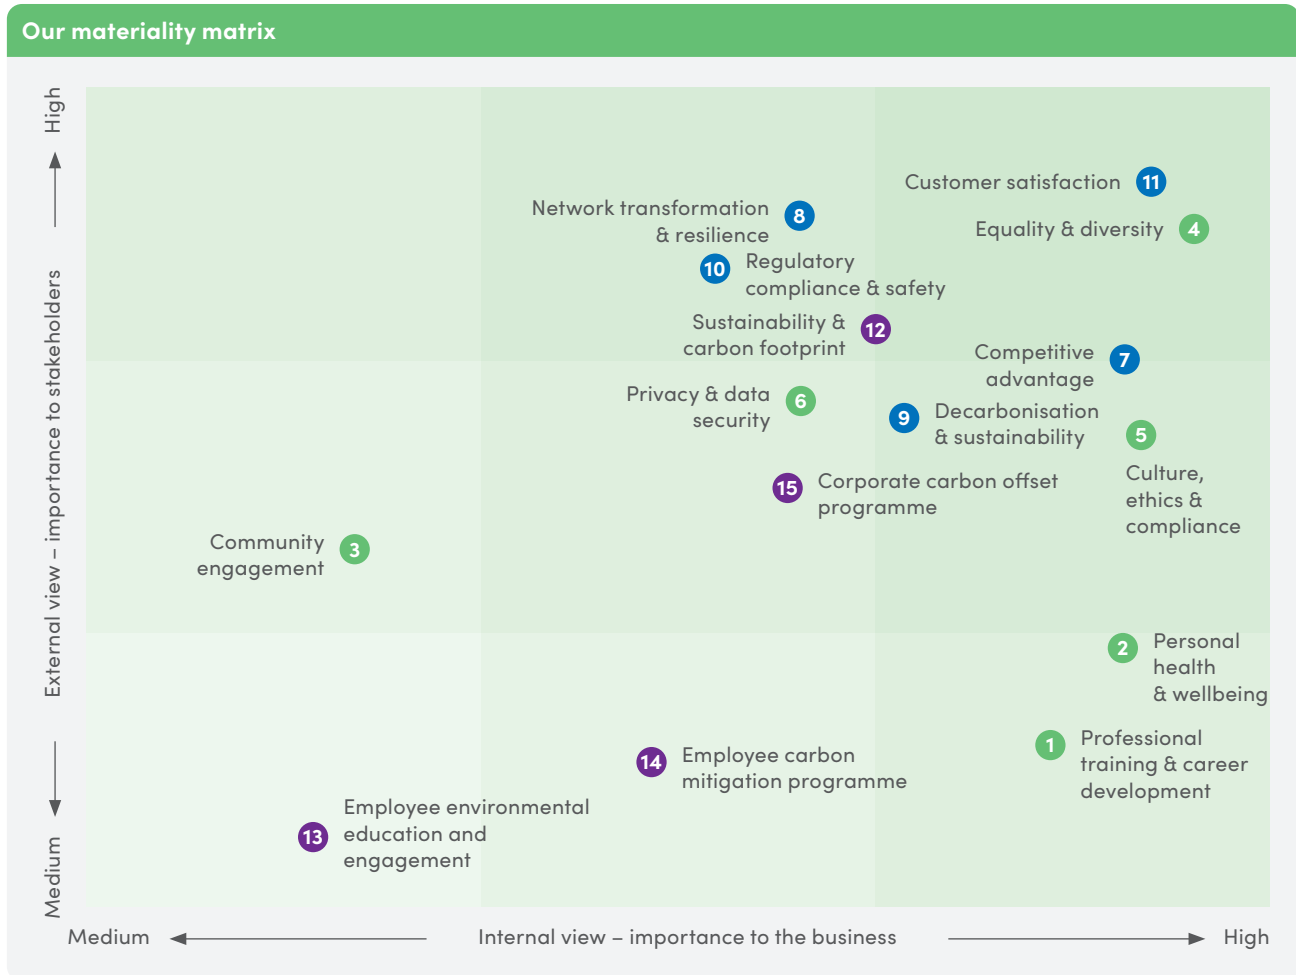 Our materiality matrix
High
External view – importance to stakeholders
Medium
Customer satisfaction
11
Network transformation
& resilience
8
Equality & diversity
4
10
Regulatory
compliance & safety
Sustainability &
carbon footprint
12
Competitive
advantage
7
Privacy & data
security
6
9
Decarbonisation
& sustainability
5
Culture,
ethics &
compliance
15
Corporate carbon offset
programme
Community
engagement
3
2
Personal
health
& wellbeing
1
Professional
training & career
development
14
Employee carbon
mitigation programme
13
Employee environmental
education and
engagement
Medium
Internal view – importance to the business
High